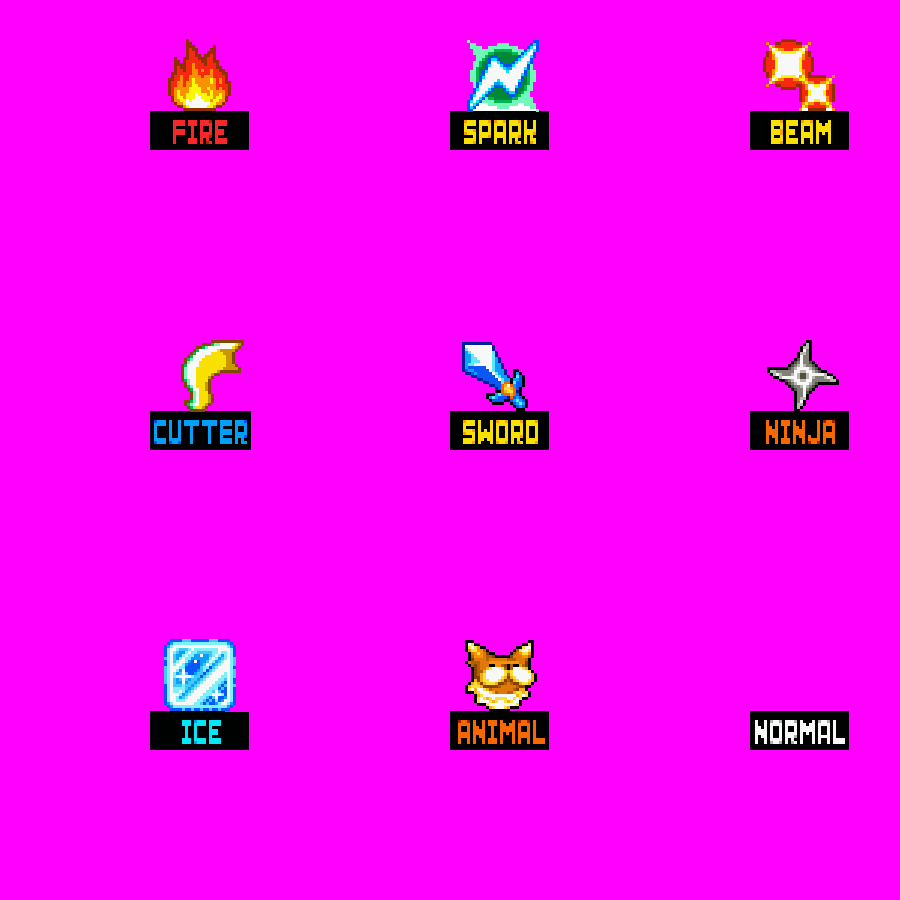 FIRE
SPARK
BEAM
CUTTER
SWORD
NINJA
ICE
ANIMAL
NORMAL